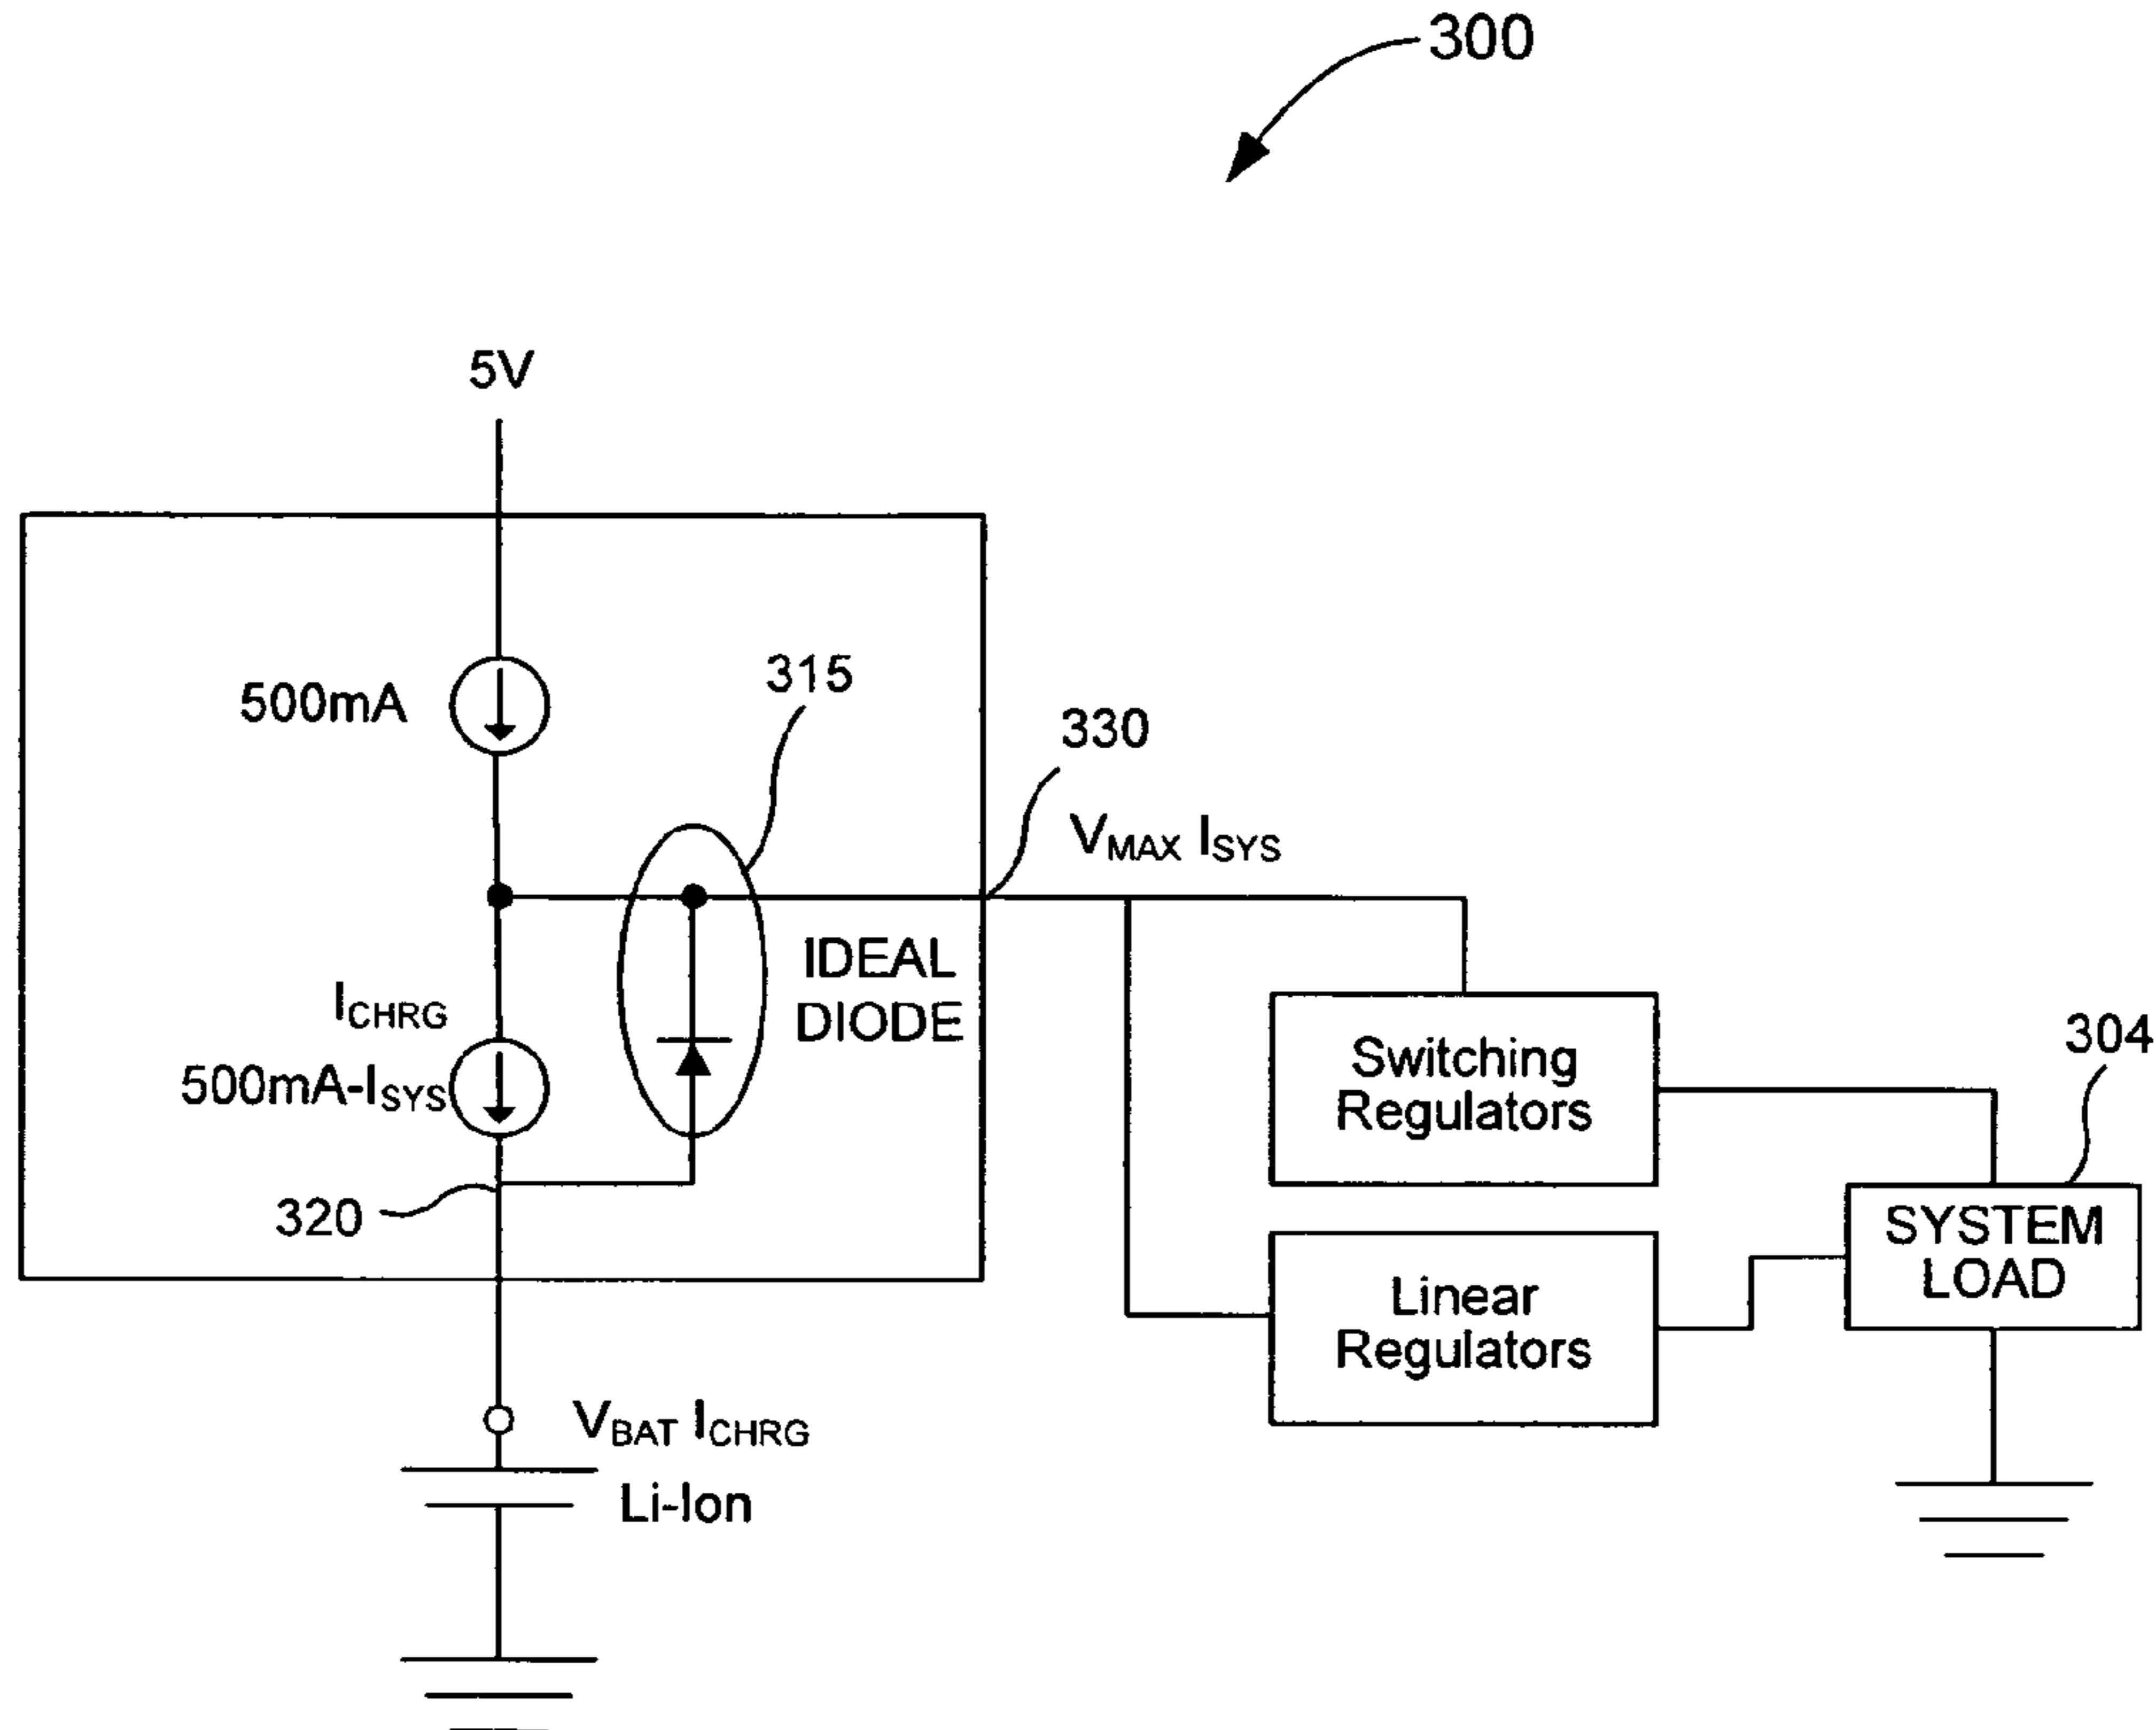 300
5V
500mA
315
330
VMAX ISYS
IDEAL
DIODE
ICHRG
500mA-ISYS
320
Switching
Regulators
304
SYSTEM
LOAD
Linear
Regulators
VBAT ICHRG
Li-Ion